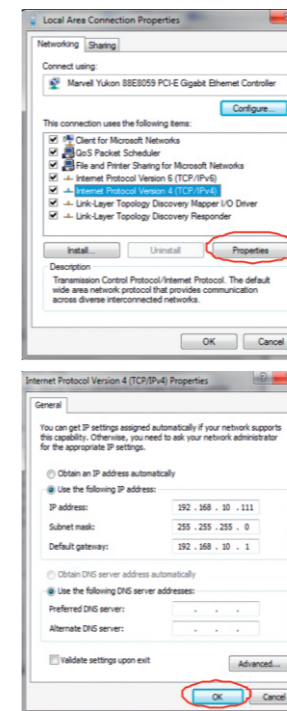 Local Area Connection Properties
Networking Sharing
Connect using:
Marvell Yukon 88E8059 PCI-E Gigabit Ethernet Controller
Configure...
This connection uses the following items:
Client for Microsoft Networks
QoS Packet Scheduler
File and Printer Sharing for Microsoft Networks
Internet Protocol Version 6 (TCP/IPv6)
Internet Protocol Version 4 (TCP/IPv4)
Link-Layer Topology Discovery Mapper I/O Driver
Link-Layer Topology Discovery Responder
Install... Uninstall Properties
Description
Transmission Control Protocol/Internet Protocol. The default
wide area network protocol that provides communication
across diverse interconnected networks.
OK Cancel
Internet Protocol Version 4 (TCP/IPv4) Properties
General
You can get IP settings assigned automatically if your network supports
this capability. Otherwise, you need to ask your network administrator
for the appropriate IP settings.
Obtain an IP address automatically
Use the following IP address:
IP address: 192 . 168 . 10 . 111
Subnet mask: 255 . 255 . 255 . 0
Default gateway: 192 . 168 . 10 . 1
Obtain DNS server address automatically
Use the following DNS server addresses:
Preferred DNS server: . . .
Alternate DNS server: . . .
Validate settings upon exit Advanced...
OK Cancel